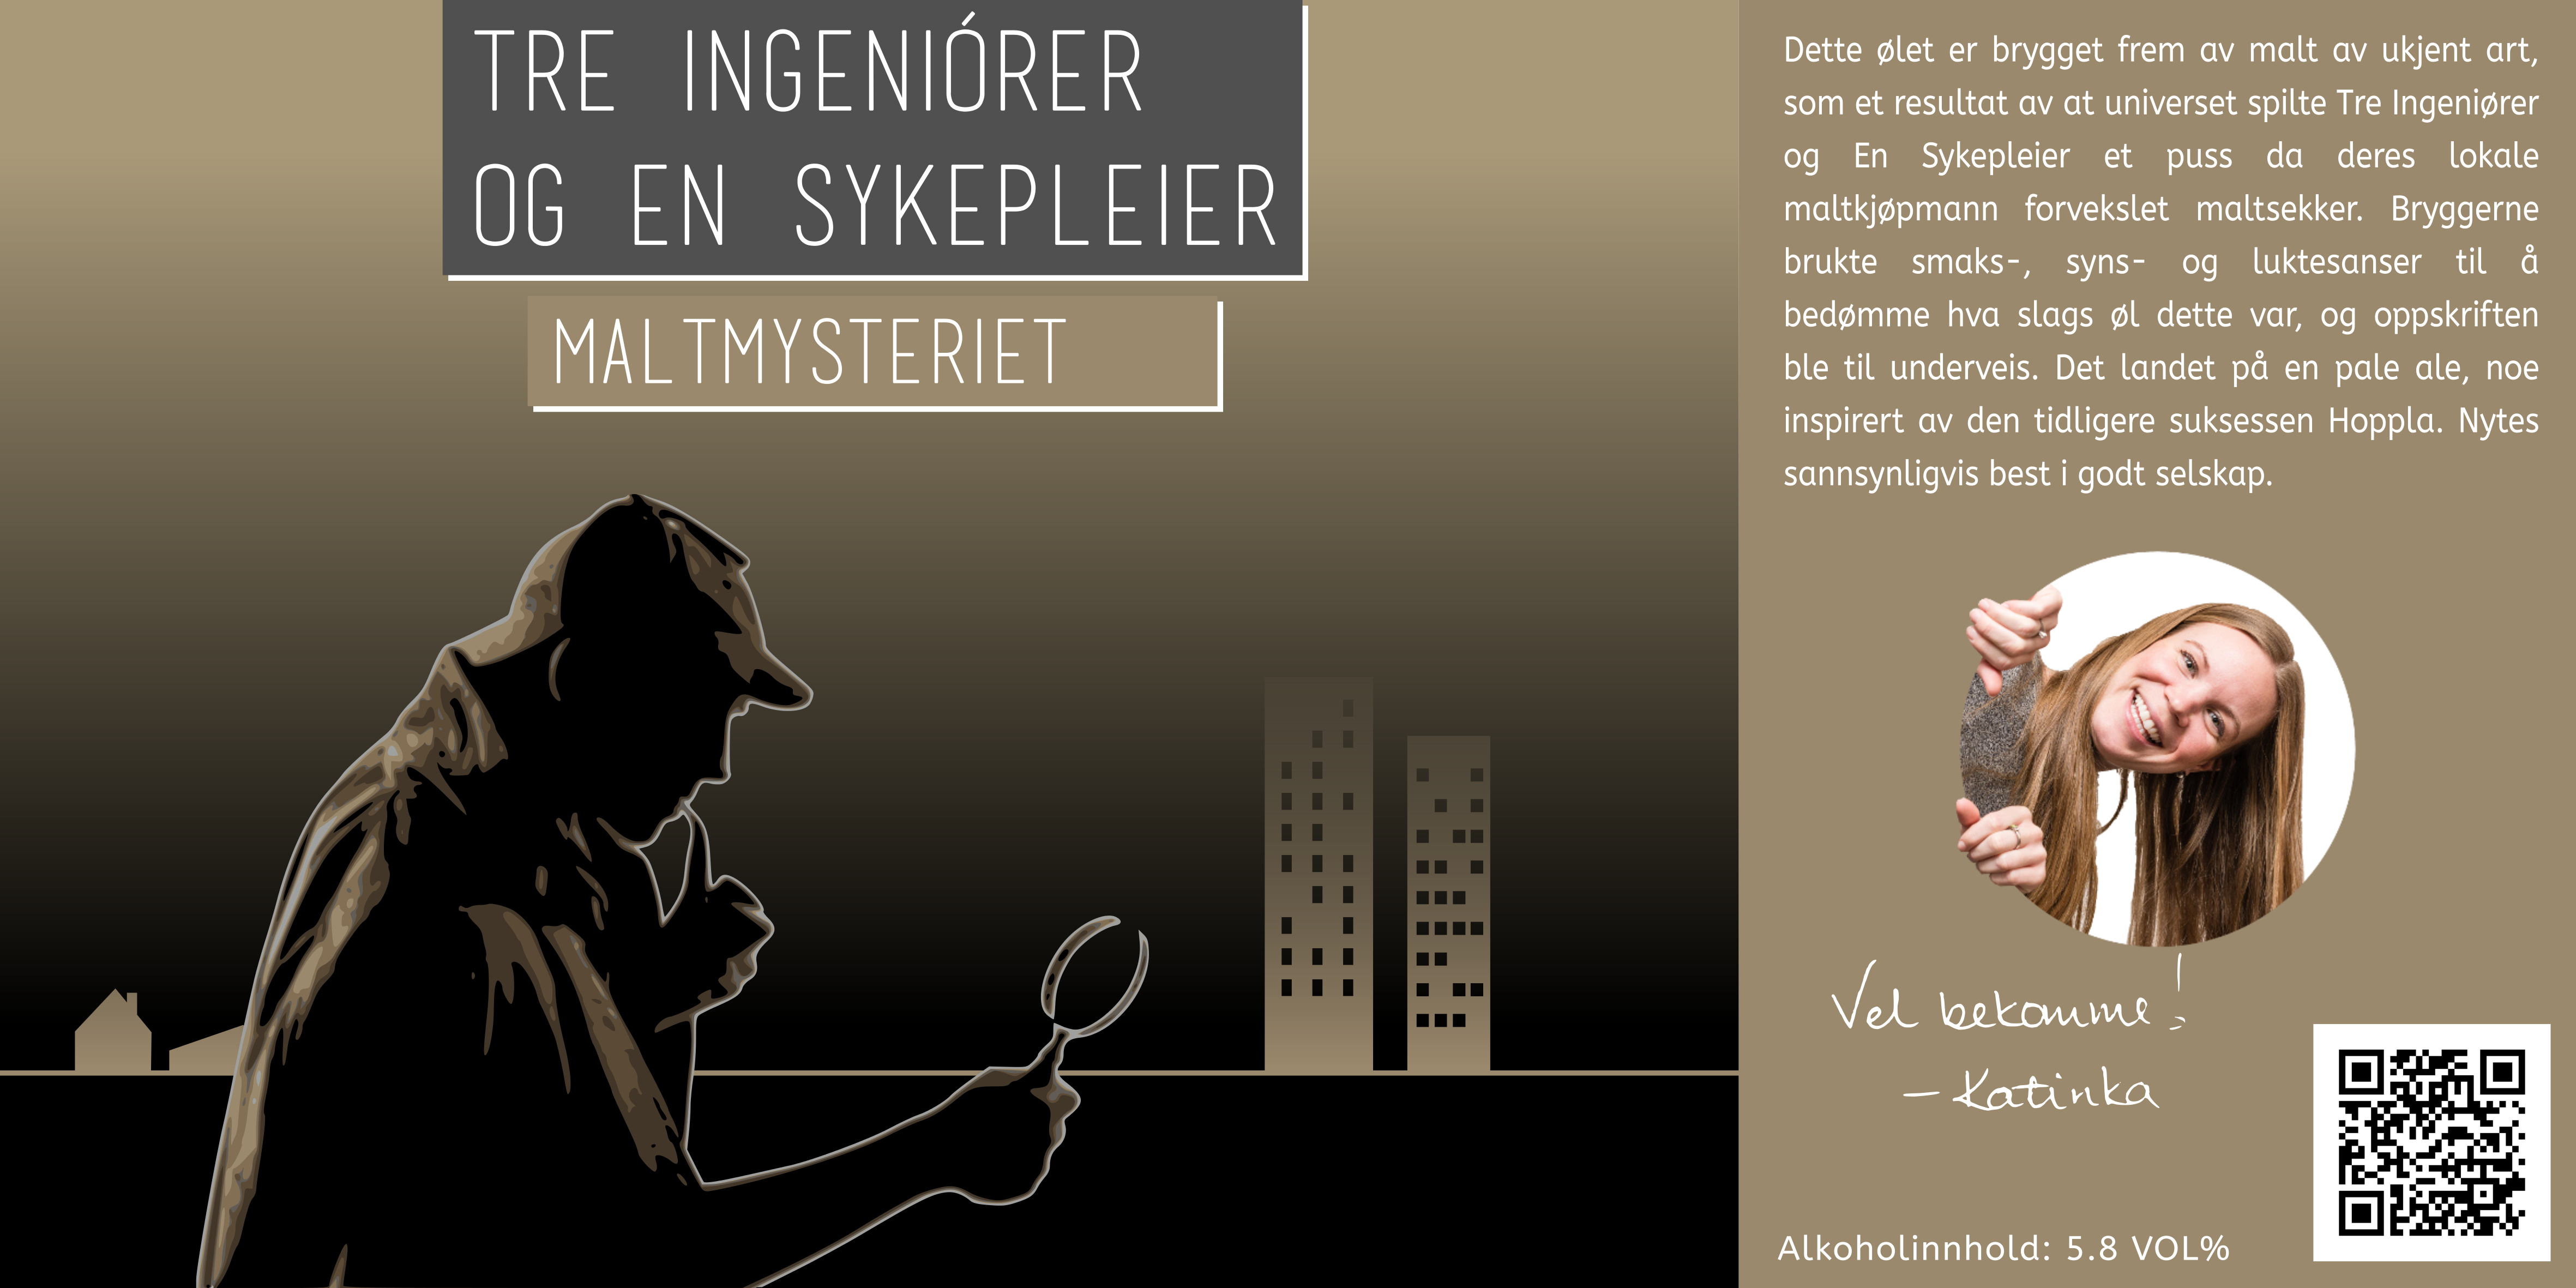 TRE INGENIÓRER
OG EN SYKEPLEIER
MALTMYSTERIET
Dette ølet er brygget frem av malt av ukjent art,
som et resultat av at universet spilte Tre Ingeniører
og En Sykepleier et puss da deres lokale
maltkjøpmann forvekslet maltsekker. Bryggerne
brukte smaks-, syns- og luktesanser til å
bedømme hva slags øl dette var, og oppskriften
ble til underveis. Det landet på en pale ale, noe
inspirert av den tidligere suksessen Hoppla. Nytes
sannsynligvis best i godt selskap.
Vel bekomme!
– Katinka
Alkoholinnhold: 5.8 VOL%